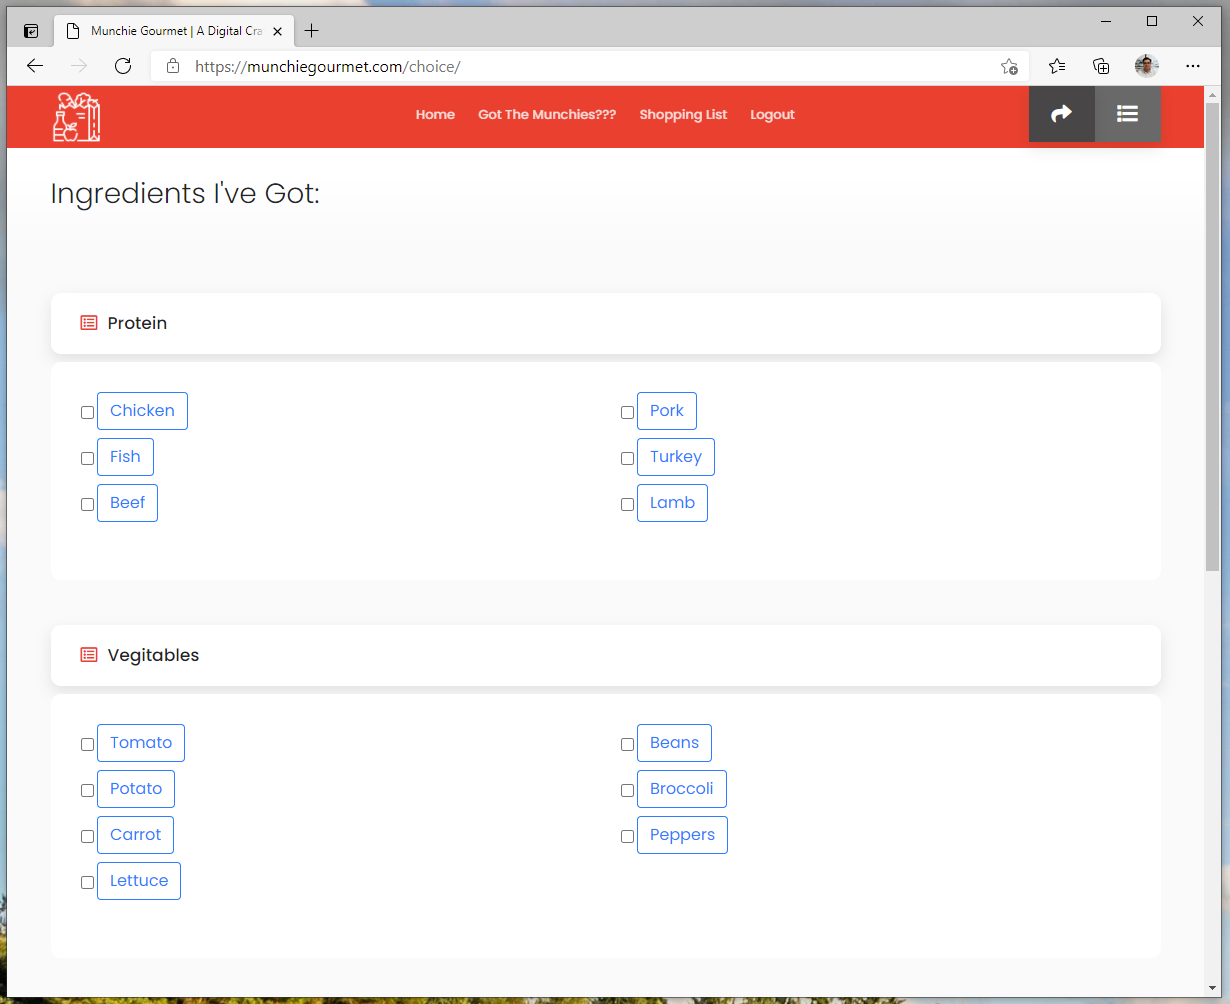 Munchie Gourmet | A Digital Cra
https://munchiegourmet.com/choice/
Home Got The Munchies??? Shopping List Logout
Ingredients I've Got:
Protein
Chicken Pork
Fish Turkey
Beef Lamb
Vegitables
Tomato Beans
Potato Broccoli
Carrot Peppers
Lettuce